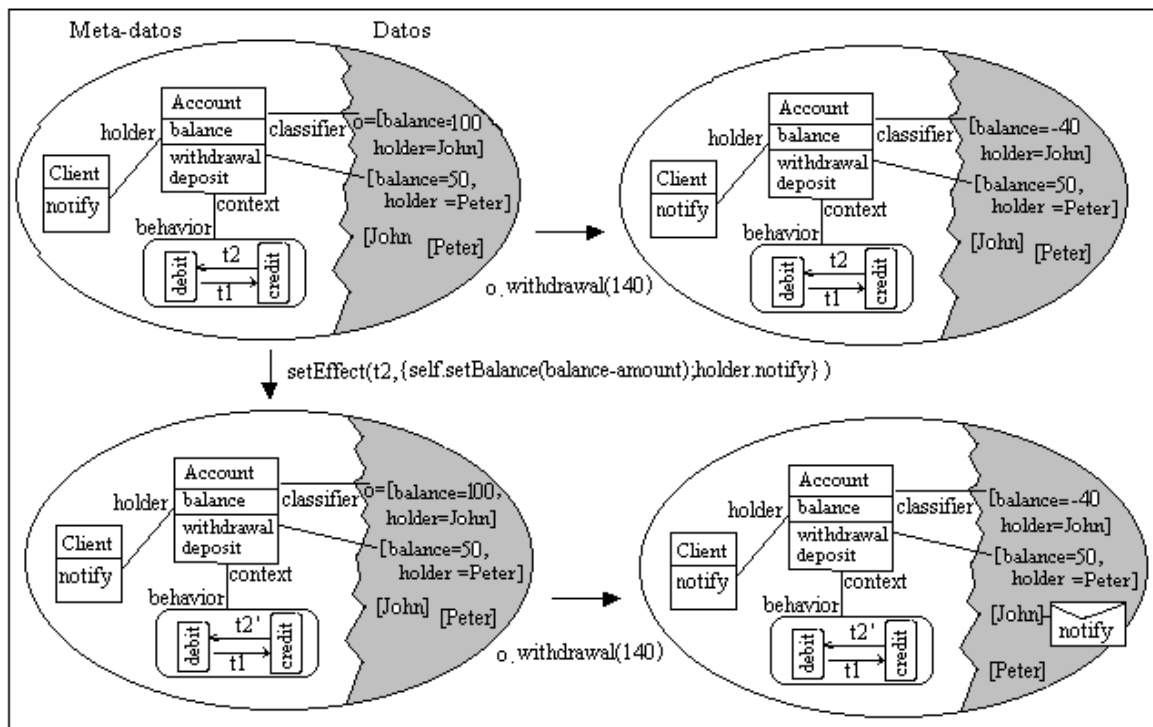 Meta-datos Datos
Account
balance
withdrawal
deposit
holder
classifier
Client
notify
context
behavior
debit
t2
t1
credit
o=[balance=100
holder=John]
[balance=50,
holder =Peter]
[John
[Peter]
o.withdrawal(140)
Account
balance
withdrawal
deposit
holder
classifier
Client
notify
context
behavior
debit
t2
t1
credit
[balance=-40
holder=John]
[balance=50,
holder =Peter]
[John]
[Peter]
setEffect(t2,{self.setBalance(balance-amount);holder.notify} )
Account
balance
withdrawal
deposit
holder
classifier
Client
notify
context
behavior
debit
t2'
t1
credit
o=[balance=100,
holder=John]
[balance=50,
holder =Peter]
[John]
[Peter]
o.withdrawal(140)
Account
balance
withdrawal
deposit
holder
classifier
Client
notify
context
behavior
debit
t2'
t1
credit
[balance=-40
holder=John]
[balance=50,
holder =Peter]
[John]
notify
[Peter]